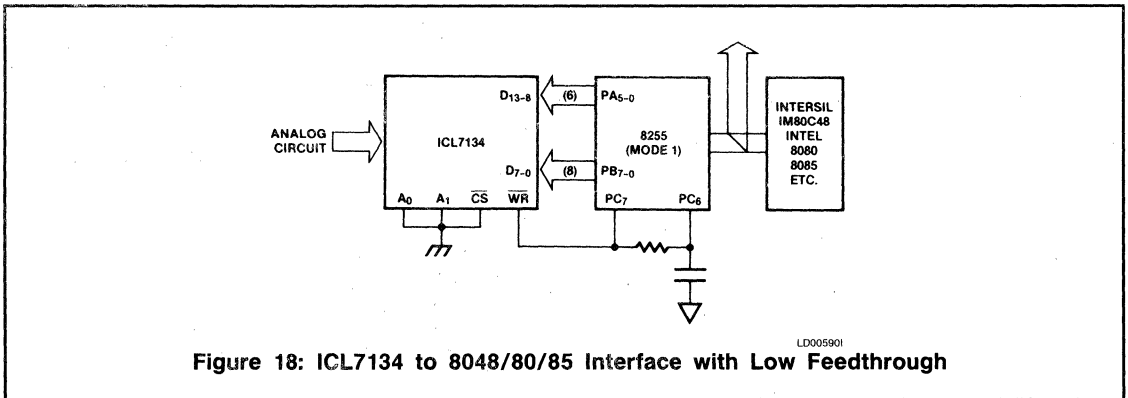 ANALOG
CIRCUIT
ICL7134
D13-8
D7-0
A0 A1 CS WR
(6)
(8)
PA5-0
8255
(MODE 1)
PB7-0
PC7 PC6
INTERSIL
IM80C48
INTEL
8080
8085
ETC.
LD00590I
Figure 18: ICL7134 to 8048/80/85 Interface with Low Feedthrough